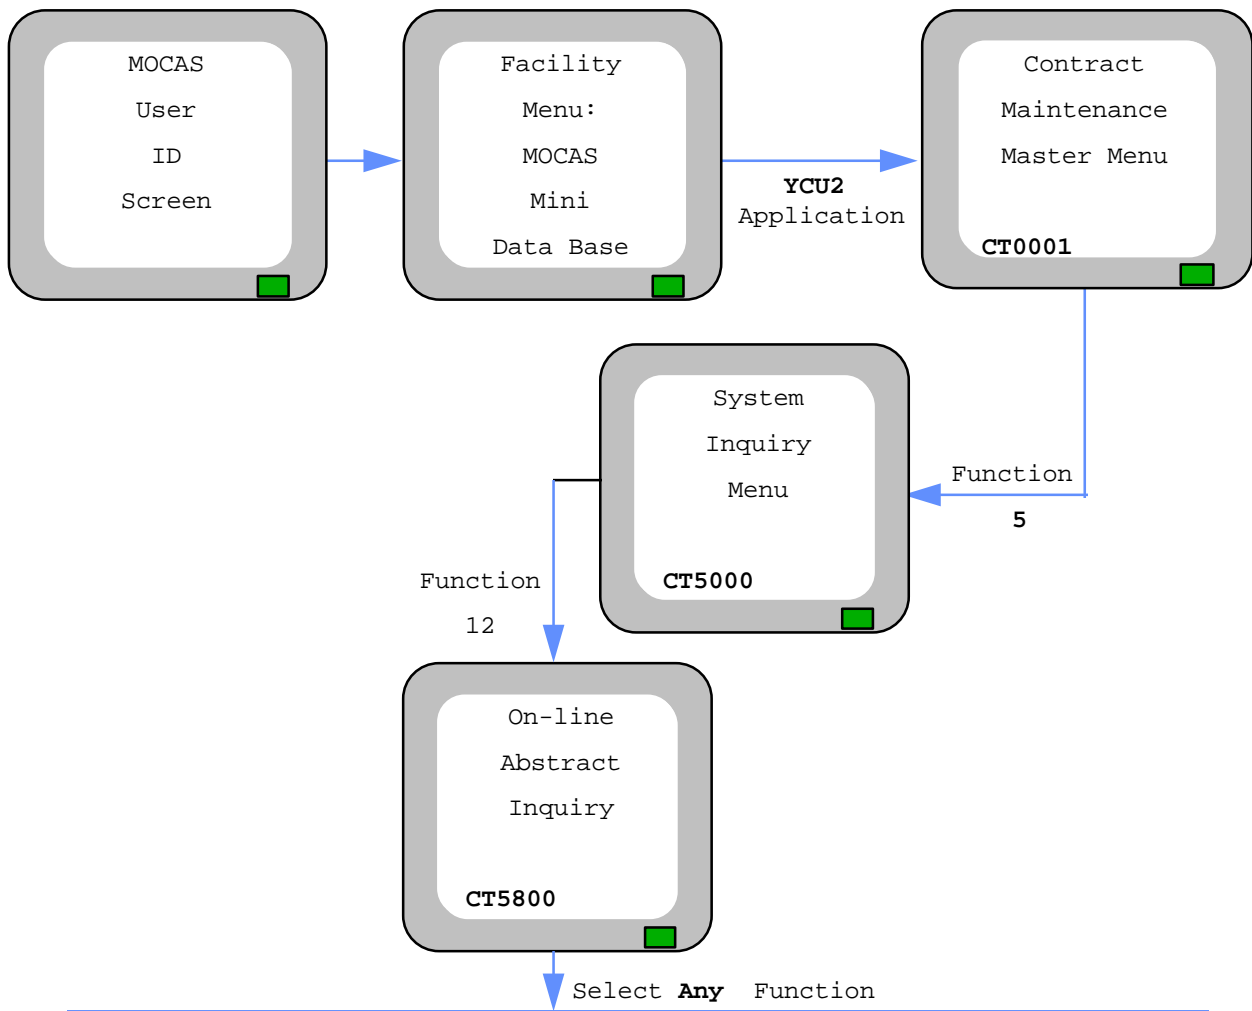 MOCAS
User
ID
Screen
Facility
Menu:
MOCAS
Mini
Data Base
YCU2
Application
Contract
Maintenance
Master Menu
CT0001
Function
5
System
Inquiry
Menu
CT5000
Function
12
On-line
Abstract
Inquiry
CT5800
Select Any Function